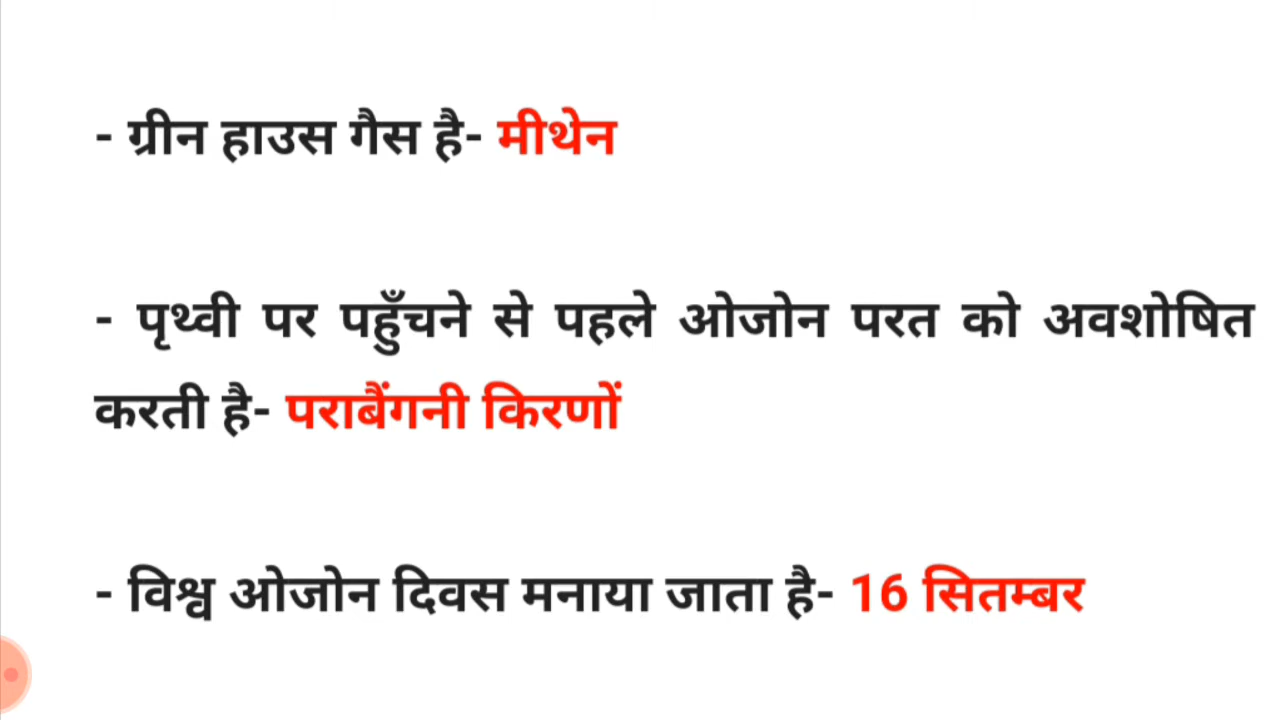 - ग्रीन हाउस गैस है- मीथेन
- पृथ्वी पर पहुँचने से पहले ओजोन परत को अवशोषित
करती है- पराबैंगनी किरणों
- विश्व ओजोन दिवस मनाया जाता है- 16 सितम्बर